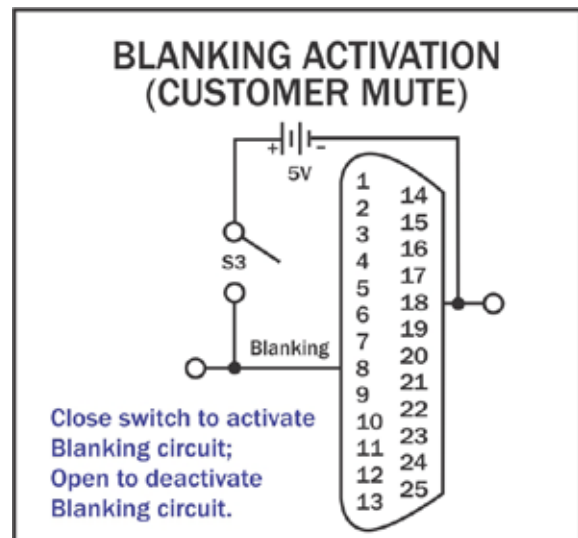 BLANKING ACTIVATION
(CUSTOMER MUTE)
+ -
5V
S3
Blanking
1
2
3
4
5
6
7
8
9
10
11
12
13
14
15
16
17
18
19
20
21
22
23
24
25
Close switch to activate
Blanking circuit;
Open to deactivate
Blanking circuit.